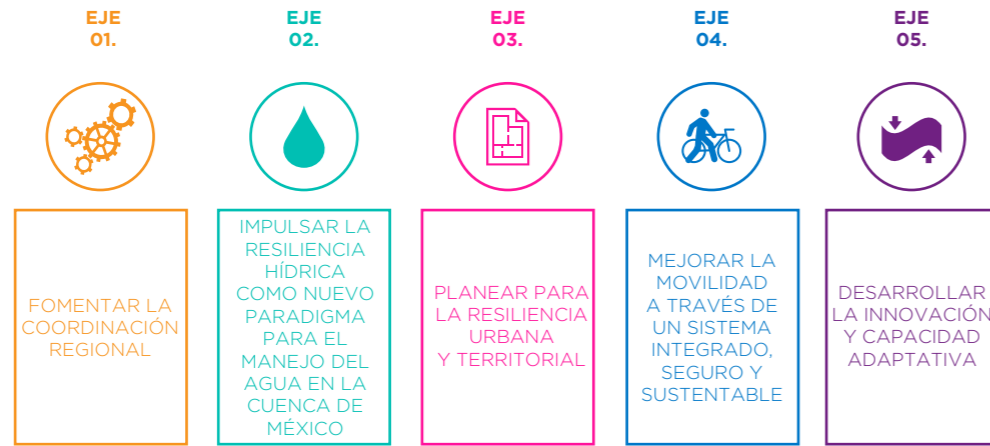 EJE
01.
EJE
02.
EJE
03.
EJE
04.
EJE
05.
FOMENTAR LA
COORDINACIÓN
REGIONAL
IMPULSAR LA
RESILIENCIA
HÍDRICA
COMO NUEVO
PARADIGMA
PARA EL
MANEJO DEL
AGUA EN LA
CUENCA DE
MÉXICO
PLANEAR PARA
LA RESILIENCIA
URBANA
Y TERRITORIAL
MEJORAR LA
MOVILIDAD
A TRAVÉS DE
UN SISTEMA
INTEGRADO,
SEGURO Y
SUSTENTABLE
DESARROLLAR
LA INNOVACIÓN
Y CAPACIDAD
ADAPTATIVA